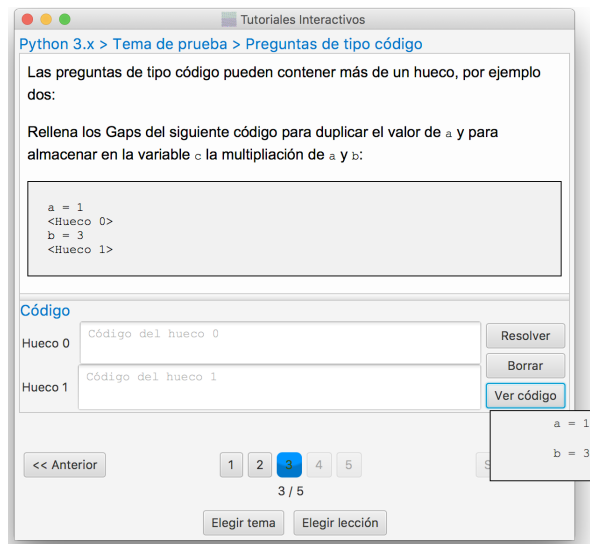 Tutoriales Interactivos
Python 3.x > Tema de prueba > Preguntas de tipo código
Las preguntas de tipo código pueden contener más de un hueco, por ejemplo
dos:
Rellena los Gaps del siguiente código para duplicar el valor de a y para
almacenar en la variable c la multipliación de a y b:
a = 1
<Hueco 0>
b = 3
<Hueco 1>
Código
Hueco 0 Código del hueco 0
Resolver
Borrar
Hueco 1 Código del hueco 1
Ver código
a = 1
b = 3
<< Anterior 1 2 3 4 5
3 / 5
Elegir tema Elegir lección